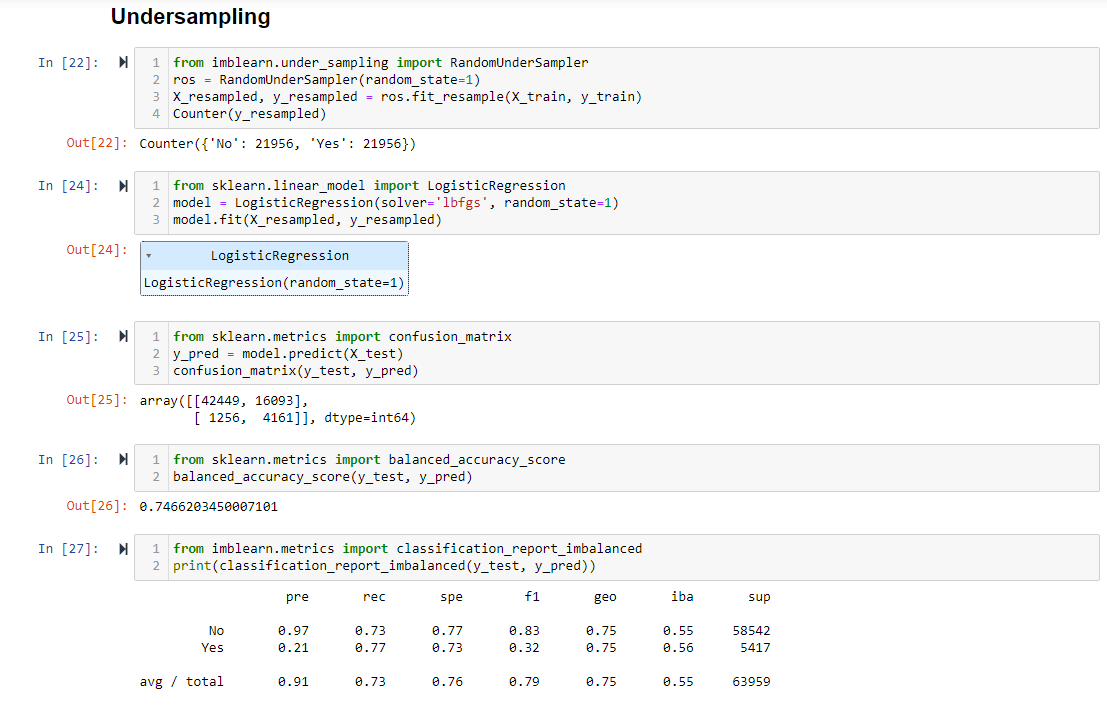 Undersampling
In [22]:
1 from imblearn.under_sampling import RandomUnderSampler
2 ros = RandomUnderSampler(random_state=1)
3 X_resampled, y_resampled = ros.fit_resample(X_train, y_train)
4 Counter(y_resampled)
Out[22]: Counter({'No': 21956, 'Yes': 21956})
In [24]:
1 from sklearn.linear_model import LogisticRegression
2 model = LogisticRegression(solver='lbfgs', random_state=1)
3 model.fit(X_resampled, y_resampled)
Out[24]:
▾ LogisticRegression
LogisticRegression(random_state=1)
In [25]:
1 from sklearn.metrics import confusion_matrix
2 y_pred = model.predict(X_test)
3 confusion_matrix(y_test, y_pred)
Out[25]: array([[42449, 16093],
[ 1256,  4161]], dtype=int64)
In [26]:
1 from sklearn.metrics import balanced_accuracy_score
2 balanced_accuracy_score(y_test, y_pred)
Out[26]: 0.7466203450007101
In [27]:
1 from imblearn.metrics import classification_report_imbalanced
2 print(classification_report_imbalanced(y_test, y_pred))
pre rec spe f1 geo iba sup
No 0.97 0.73 0.77 0.83 0.75 0.55 58542
Yes 0.21 0.77 0.73 0.32 0.75 0.56 5417
avg / total 0.91 0.73 0.76 0.79 0.75 0.55 63959